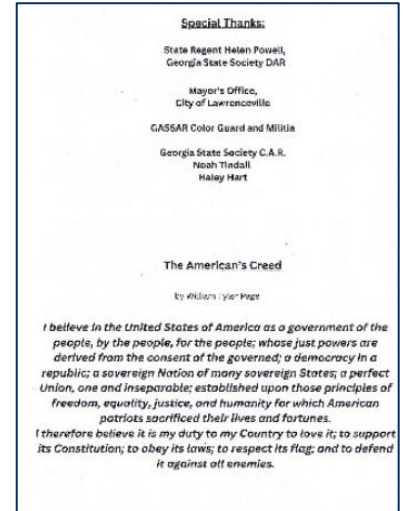 Special Thanks:
State Regent Helen Powell,
Georgia State Society DAR
Mayor's Office,
City of Lawrenceville
GASSAR Color Guard and Militia
Georgia State Society C.A.R.
Noah Tindall
Haley Hart
The American's Creed
by William Tyler Page
I believe in the United States of America as a government of the
people, by the people, for the people; whose just powers are
derived from the consent of the governed; a democracy in a
republic; a sovereign Nation of many sovereign States; a perfect
Union, one and inseparable; established upon those principles of
freedom, equality, justice, and humanity for which American
patriots sacrificed their lives and fortunes.
I therefore believe it is my duty to my Country to love it; to support
its Constitution; to obey its laws; to respect its flag; and to defend
it against all enemies.